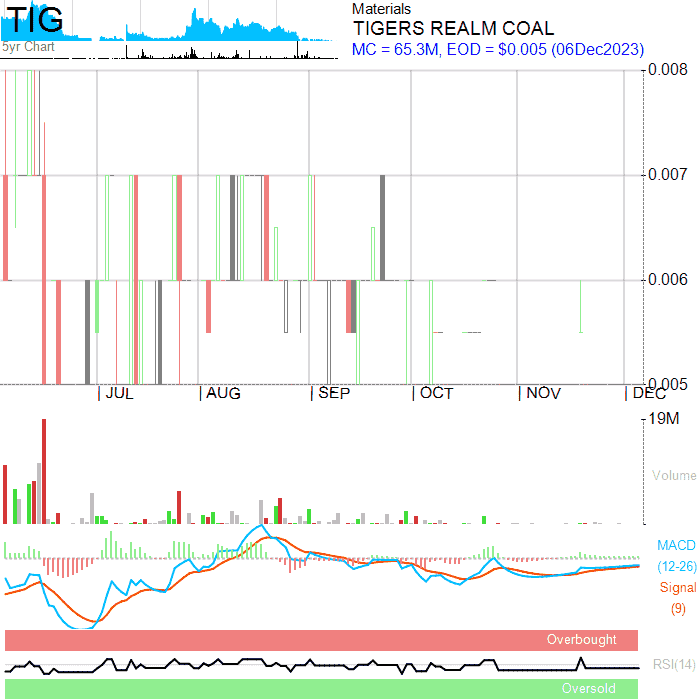 TIG
5yr Chart
Materials
TIGERS REALM COAL
MC = 65.3M, EOD = $0.005 (06Dec2023)
0.008
0.007
0.006
0.005
JUL
AUG
SEP
OCT
NOV
DEC
19M
Volume
MACD
(12-26)
Signal
(9)
Overbought
RSI(14)
Oversold